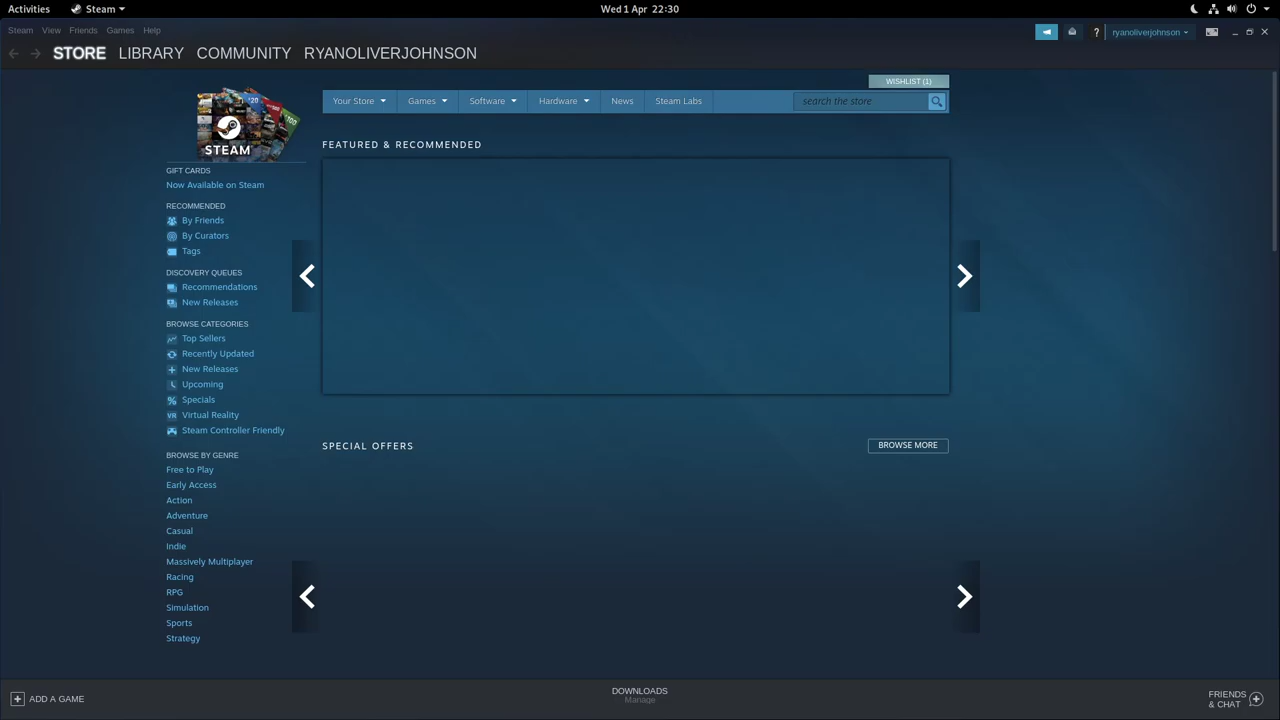 Activities
Steam
Wed 1 Apr 22:30
Steam View Friends Games Help
ryanoliverjohnson
STORE LIBRARY COMMUNITY RYANOLIVERJOHNSON
WISHLIST (1)
Your Store Games Software Hardware News Steam Labs
search the store
$20
100
STEAM
FEATURED & RECOMMENDED
GIFT CARDS
Now Available on Steam
RECOMMENDED
By Friends
By Curators
Tags
DISCOVERY QUEUES
Recommendations
New Releases
BROWSE CATEGORIES
Top Sellers
Recently Updated
New Releases
Upcoming
Specials
VR Virtual Reality
Steam Controller Friendly
SPECIAL OFFERS
BROWSE MORE
BROWSE BY GENRE
Free to Play
Early Access
Action
Adventure
Casual
Indie
Massively Multiplayer
Racing
RPG
Simulation
Sports
Strategy
ADD A GAME
DOWNLOADS
Manage
FRIENDS
& CHAT